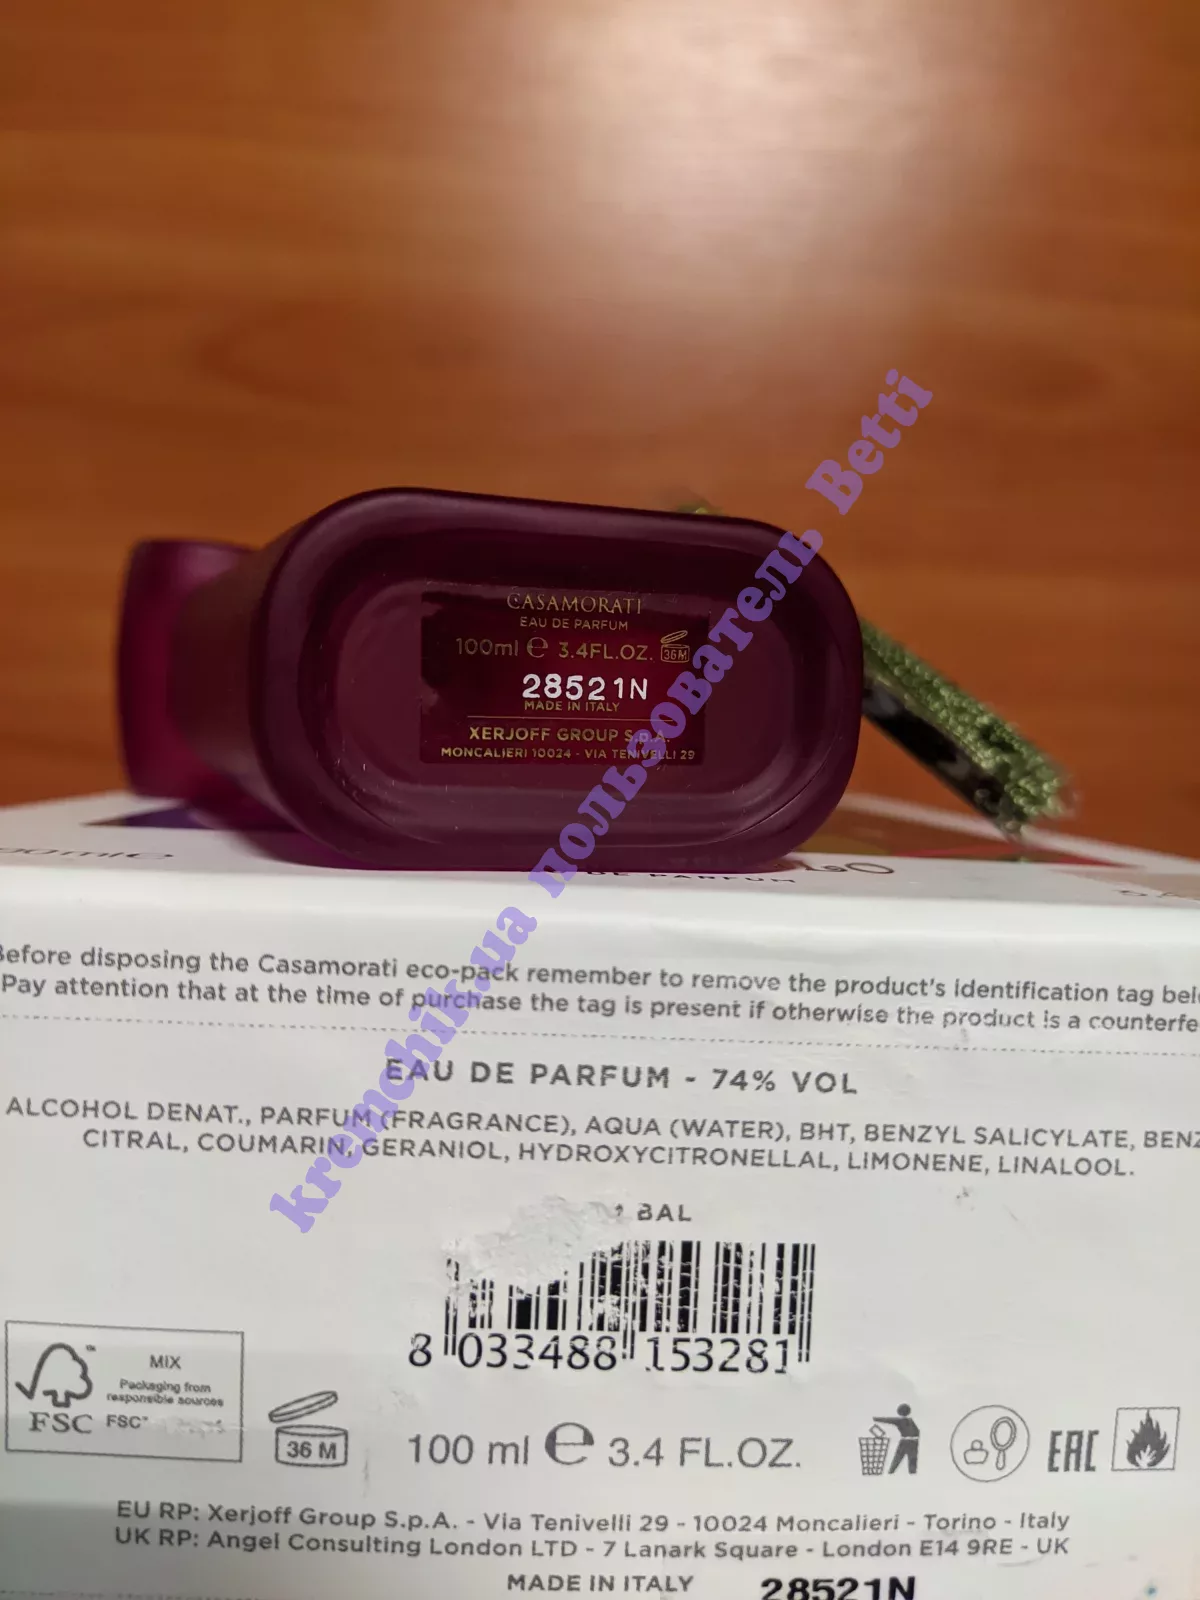 CASAMORATI
EAU DE PARFUM
100ml ℮ 3.4FL.OZ. 36M
28521N
MADE IN ITALY
XERJOFF GROUP S.p.A.
MONCALIERI 10024 - VIA TENIVELLI 29
kremchik.ua пользователь Betti
DE PARFUM
Before disposing the Casamorati eco-pack remember to remove the product's identification tag
Pay attention that at the time of purchase the tag is present if otherwise the product is a
EAU DE PARFUM - 74% VOL
ALCOHOL DENAT., PARFUM (FRAGRANCE), AQUA (WATER), BHT, BENZYL SALICYLATE,
CITRAL, COUMARIN, GERANIOL, HYDROXYCITRONELLAL, LIMONENE, LINALOOL.
BAL
8 033488 153281
MIX
Packaging from
responsible sources
FSC FSC™
36 M
100 ml ℮ 3.4 FL.OZ.
EAC
EU RP: Xerjoff Group S.p.A. - Via Tenivelli 29 - 10024 Moncalieri - Torino - Italy
UK RP: Angel Consulting London LTD - 7 Lanark Square - London E14 9RE - UK
MADE IN ITALY 28521N